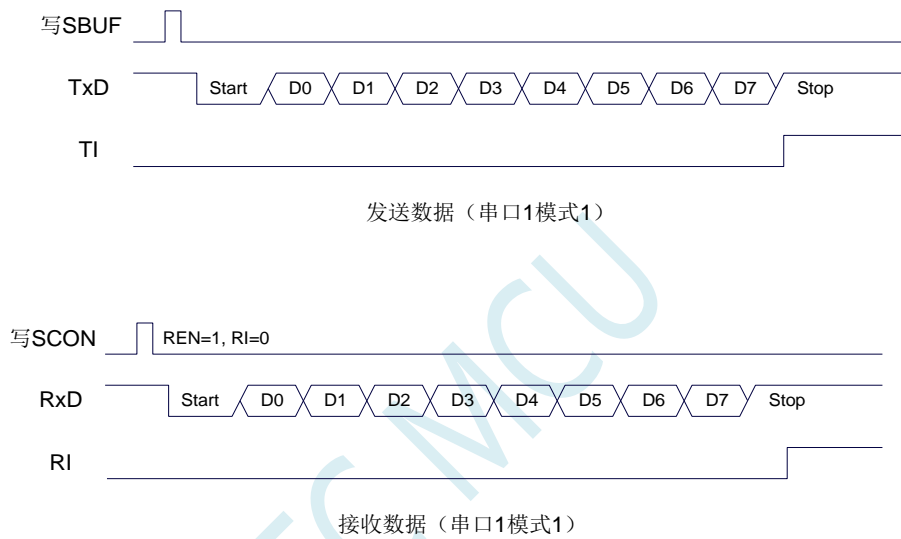 写SBUF
TxD Start D0 D1 D2 D3 D4 D5 D6 D7 Stop
TI
发送数据（串口1模式1）
写SCON REN=1, RI=0
RxD Start D0 D1 D2 D3 D4 D5 D6 D7 Stop
RI
接收数据（串口1模式1）
MCU